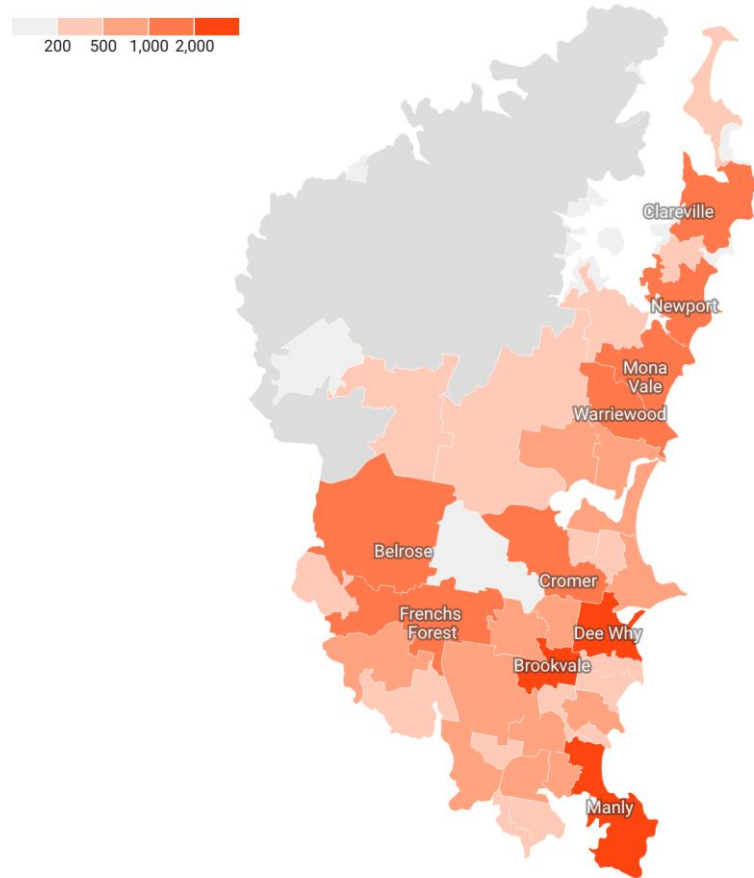 200 500 1,000 2,000
Clareville
Newport
Mona
Vale
Warriewood
Belrose
Cromer
Frenchs
Forest
Dee Why
Brookvale
Manly